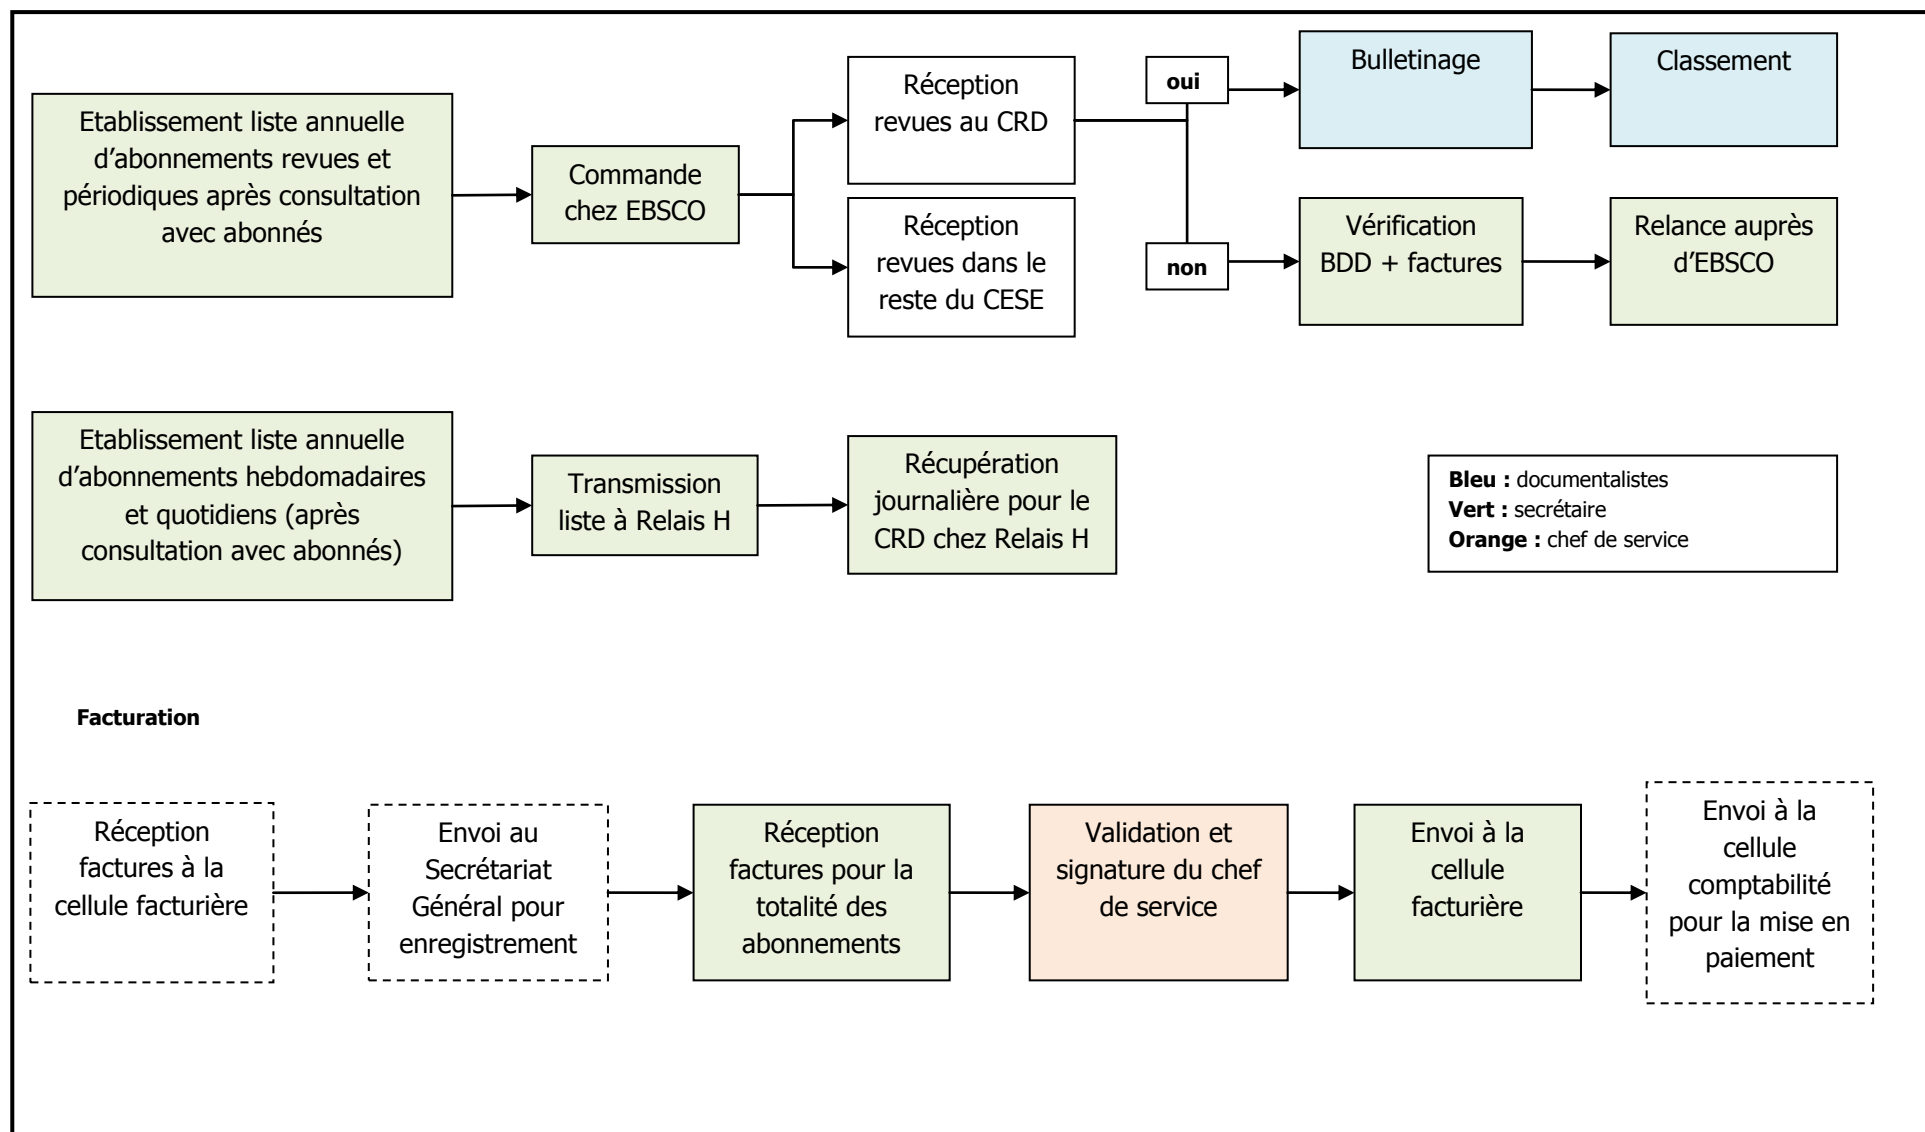 Etablissement liste annuelle
d’abonnements revues et
périodiques après consultation
avec abonnés
Commande
chez EBSCO
Réception
revues au CRD
Réception
revues dans le
reste du CESE
oui
non
Bulletinage
Classement
Vérification
BDD + factures
Relance auprès
d’EBSCO
Etablissement liste annuelle
d’abonnements hebdomadaires
et quotidiens (après
consultation avec abonnés)
Transmission
liste à Relais H
Récupération
journalière pour le
CRD chez Relais H
Bleu : documentalistes
Vert : secrétaire
Orange : chef de service
Facturation
Réception
factures à la
cellule facturière
Envoi au
Secrétariat
Général pour
enregistrement
Réception
factures pour la
totalité des
abonnements
Validation et
signature du chef
de service
Envoi à la
cellule
facturière
Envoi à la
cellule
comptabilité
pour la mise en
paiement